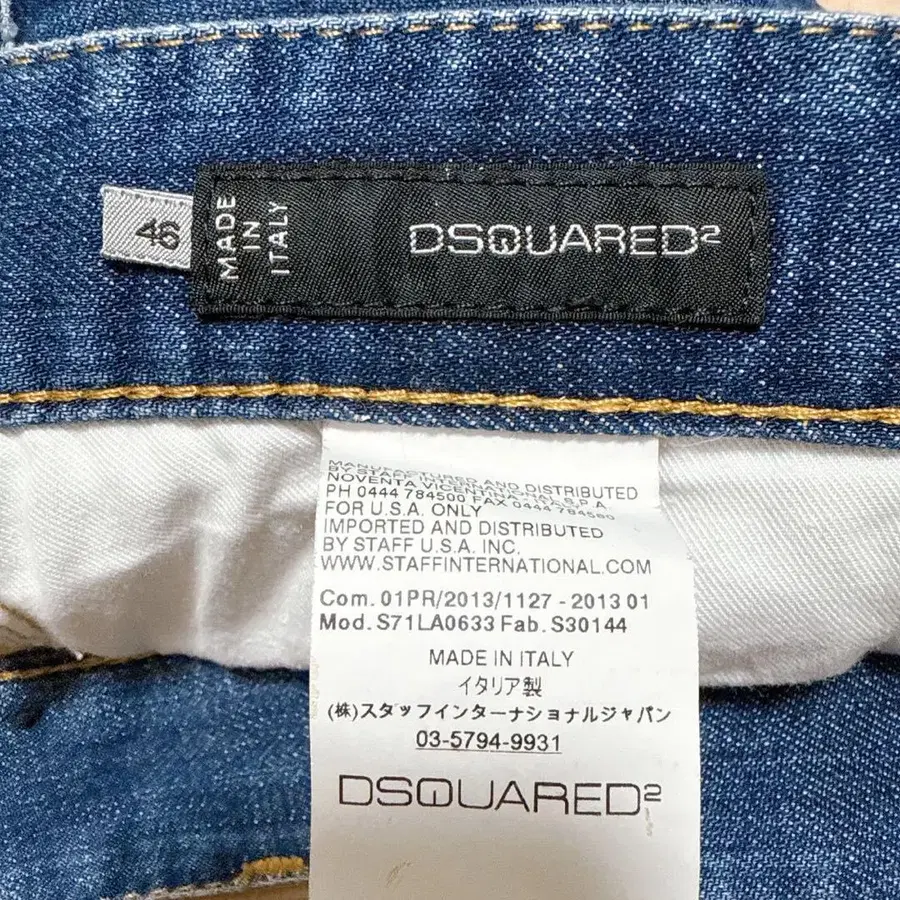 46
MADE
IN
ITALY
DSQUARED²
MANUFACTURED AND DISTRIBUTED
BY STAFF INTERNATIONAL S.P.A.
NOVENTA VICENTINA
PH 0444 784500 FAX 0444 784580
FOR U.S.A. ONLY
IMPORTED AND DISTRIBUTED
BY STAFF U.S.A. INC.
WWW.STAFFINTERNATIONAL.COM
Com. 01PR/2013/1127 - 2013 01
Mod. S71LA0633 Fab. S30144
MADE IN ITALY
イタリア製
(株)スタッフインターナショナルジャパン
03-5794-9931
DSQUARED²